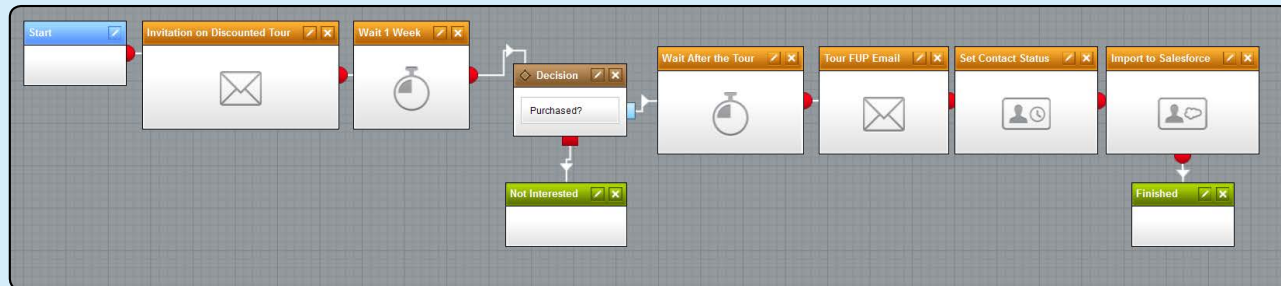 Start
Invitation on Discounted Tour
Wait 1 Week
Decision
Purchased?
Not Interested
Wait After the Tour
Tour FUP Email
Set Contact Status
Import to Salesforce
Finished